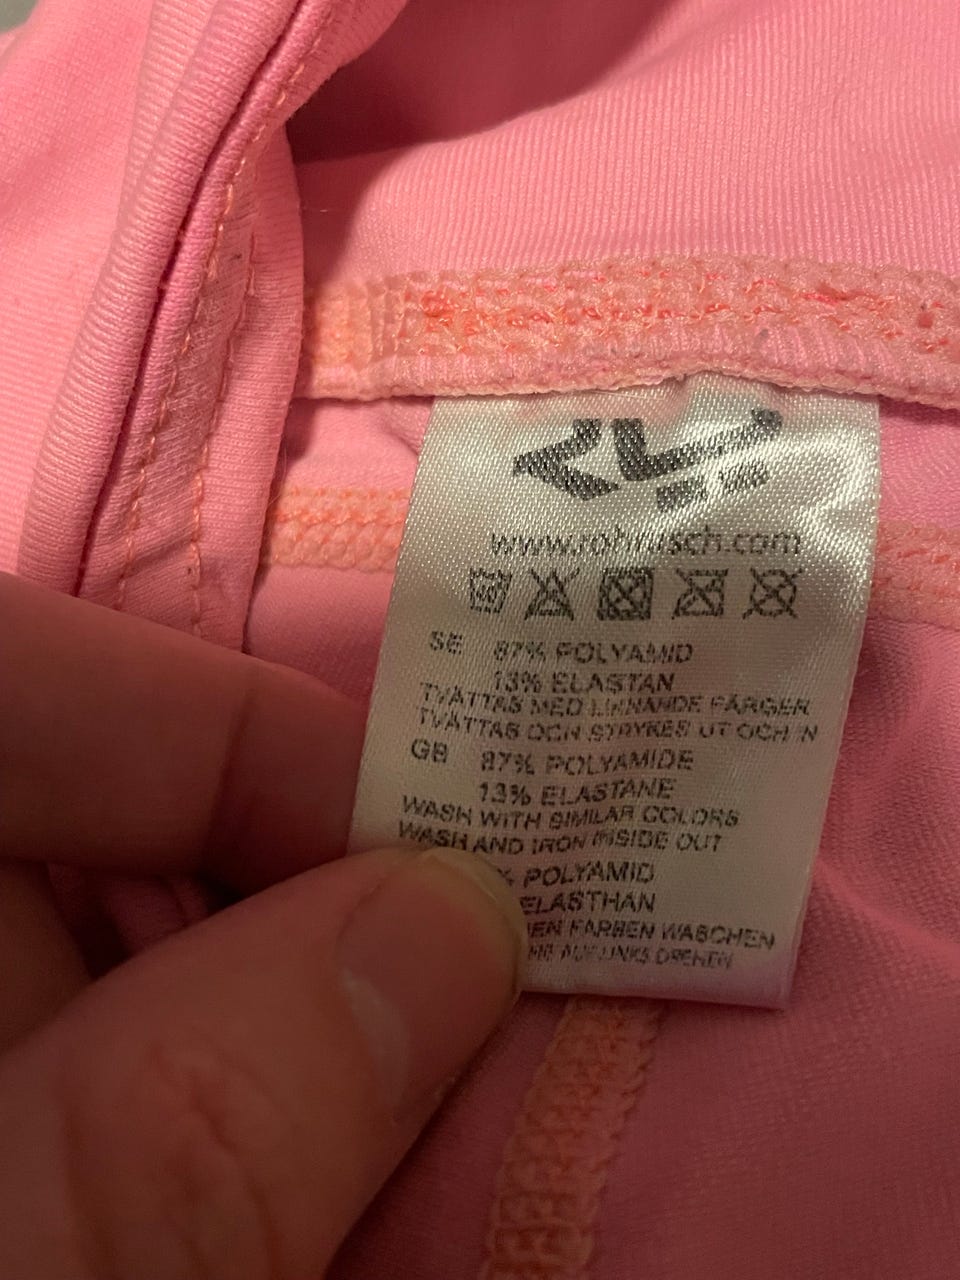 www.rohnisch.com
40
SE 87% POLYAMID
13% ELASTAN
TVÄTTAS MED LIKNANDE FÄRGER
TVÄTTAS OCH STRYKES UT OCH IN
GB 87% POLYAMIDE
13% ELASTANE
WASH WITH SIMILAR COLORS
WASH AND IRON INSIDE OUT
% POLYAMID
ELASTHAN
EN FARBEN WASCHEN
AUF LINKS DREHEN